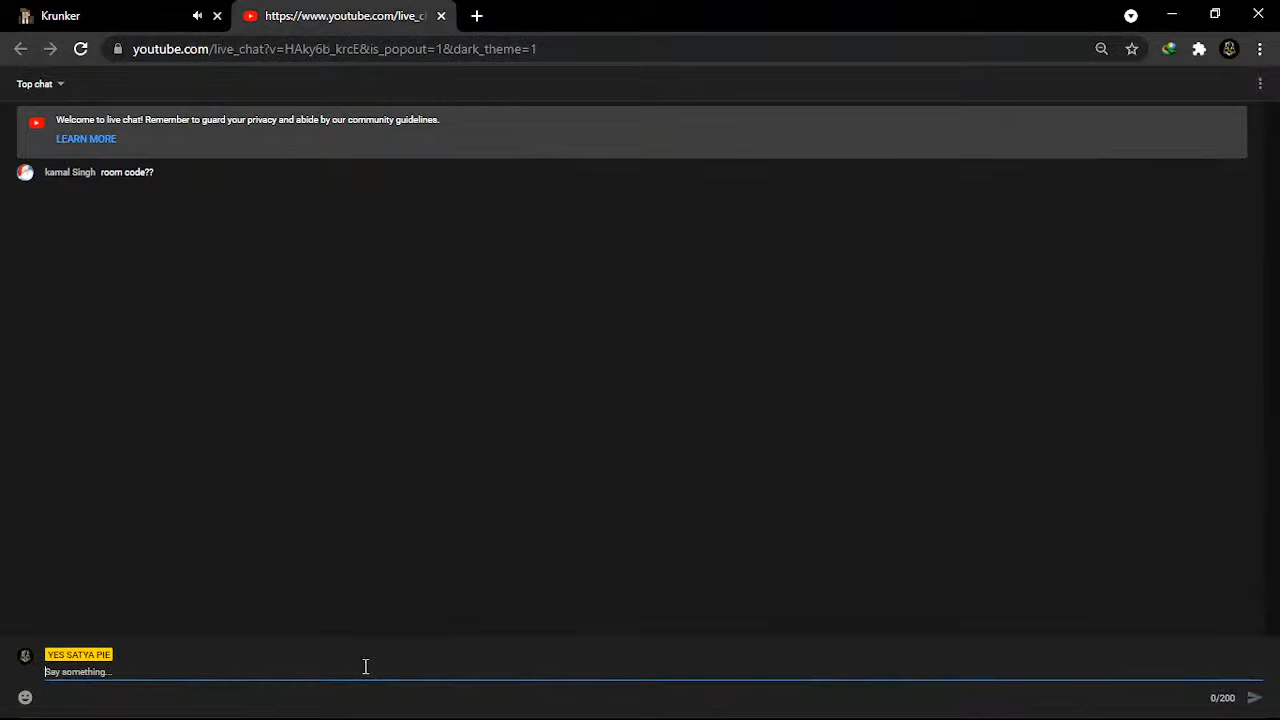 Krunker
https://www.youtube.com/live_c
youtube.com/live_chat?v=HAky6b_krcE&is_popout=1&dark_theme=1
Top chat
Welcome to live chat! Remember to guard your privacy and abide by our community guidelines.
LEARN MORE
kamal Singh room code??
YES SATYA PIE
Say something...
0/200